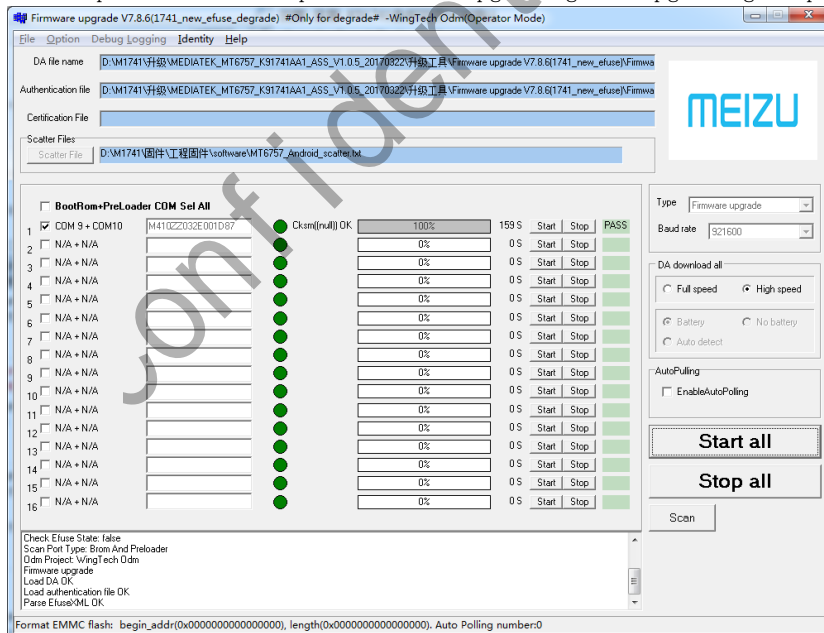 Firmware upgrade V7.8.6(1741_new_efuse_degrade) #Only for degrade# -WingTech Odm(Operator Mode)
File Option Debug Logging Identity Help
DA file name D:\M1741\升级\MEDIATEK_MT6757_K91741AA1_ASS_V1.0.5_20170322\升级工具\Firmware upgrade V7.8.6(1741_new_efuse)\Firmwa
Authentication file D:\M1741\升级\MEDIATEK_MT6757_K91741AA1_ASS_V1.0.5_20170322\升级工具\Firmware upgrade V7.8.6(1741_new_efuse)\Firmwa
Certification File
Scatter Files
Scatter File D:\M1741\固件\工程固件\software\MT6757_Android_scatter.txt
MEIZU
BootRom+PreLoader COM Sel All
1 COM 9 + COM10 M410ZZ032E001D87 Cksm((null)) OK 100% 159 S Start Stop PASS
2 N/A + N/A 0% 0 S Start Stop
3 N/A + N/A 0% 0 S Start Stop
4 N/A + N/A 0% 0 S Start Stop
5 N/A + N/A 0% 0 S Start Stop
6 N/A + N/A 0% 0 S Start Stop
7 N/A + N/A 0% 0 S Start Stop
8 N/A + N/A 0% 0 S Start Stop
9 N/A + N/A 0% 0 S Start Stop
10 N/A + N/A 0% 0 S Start Stop
11 N/A + N/A 0% 0 S Start Stop
12 N/A + N/A 0% 0 S Start Stop
13 N/A + N/A 0% 0 S Start Stop
14 N/A + N/A 0% 0 S Start Stop
15 N/A + N/A 0% 0 S Start Stop
16 N/A + N/A 0% 0 S Start Stop
Type Firmware upgrade
Baud rate 921600
DA download all
Full speed High speed
Battery No battery
Auto detect
AutoPolling
EnableAutoPolling
Start all
Stop all
Scan
Check Efuse State: false
Scan Port Type: Brom And Preloader
Odm Project: WingTech Odm
Firmware upgrade
Load DA OK
Load authentication file OK
Parse EfuseXML OK
Format EMMC flash: begin_addr(0x0000000000000000), length(0x0000000000000000). Auto Polling number:0
confident